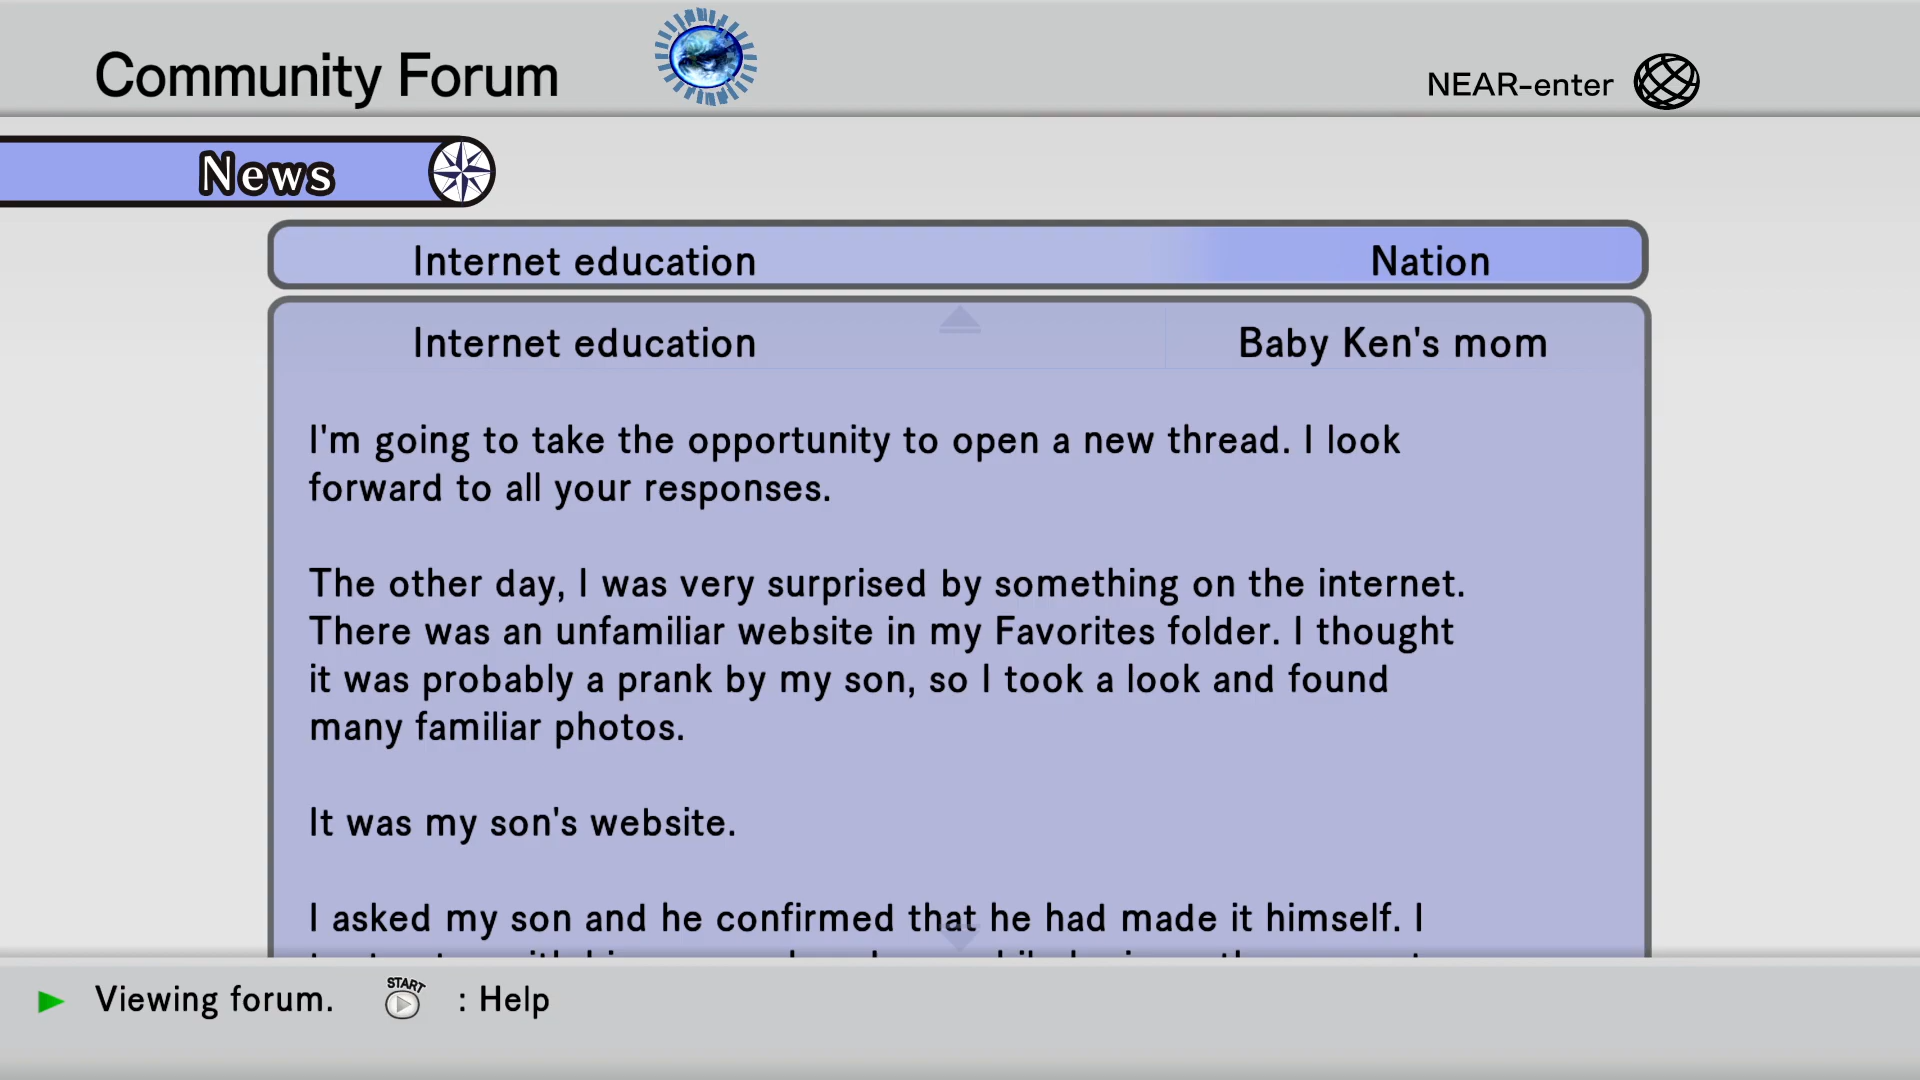 Community Forum
NEAR-enter
News
Internet education
Nation
Internet education
Baby Ken's mom
I'm going to take the opportunity to open a new thread. I look
forward to all your responses.
The other day, I was very surprised by something on the internet.
There was an unfamiliar website in my Favorites folder. I thought
it was probably a prank by my son, so I took a look and found
many familiar photos.
It was my son's website.
I asked my son and he confirmed that he had made it himself. I
Viewing forum.
START
: Help